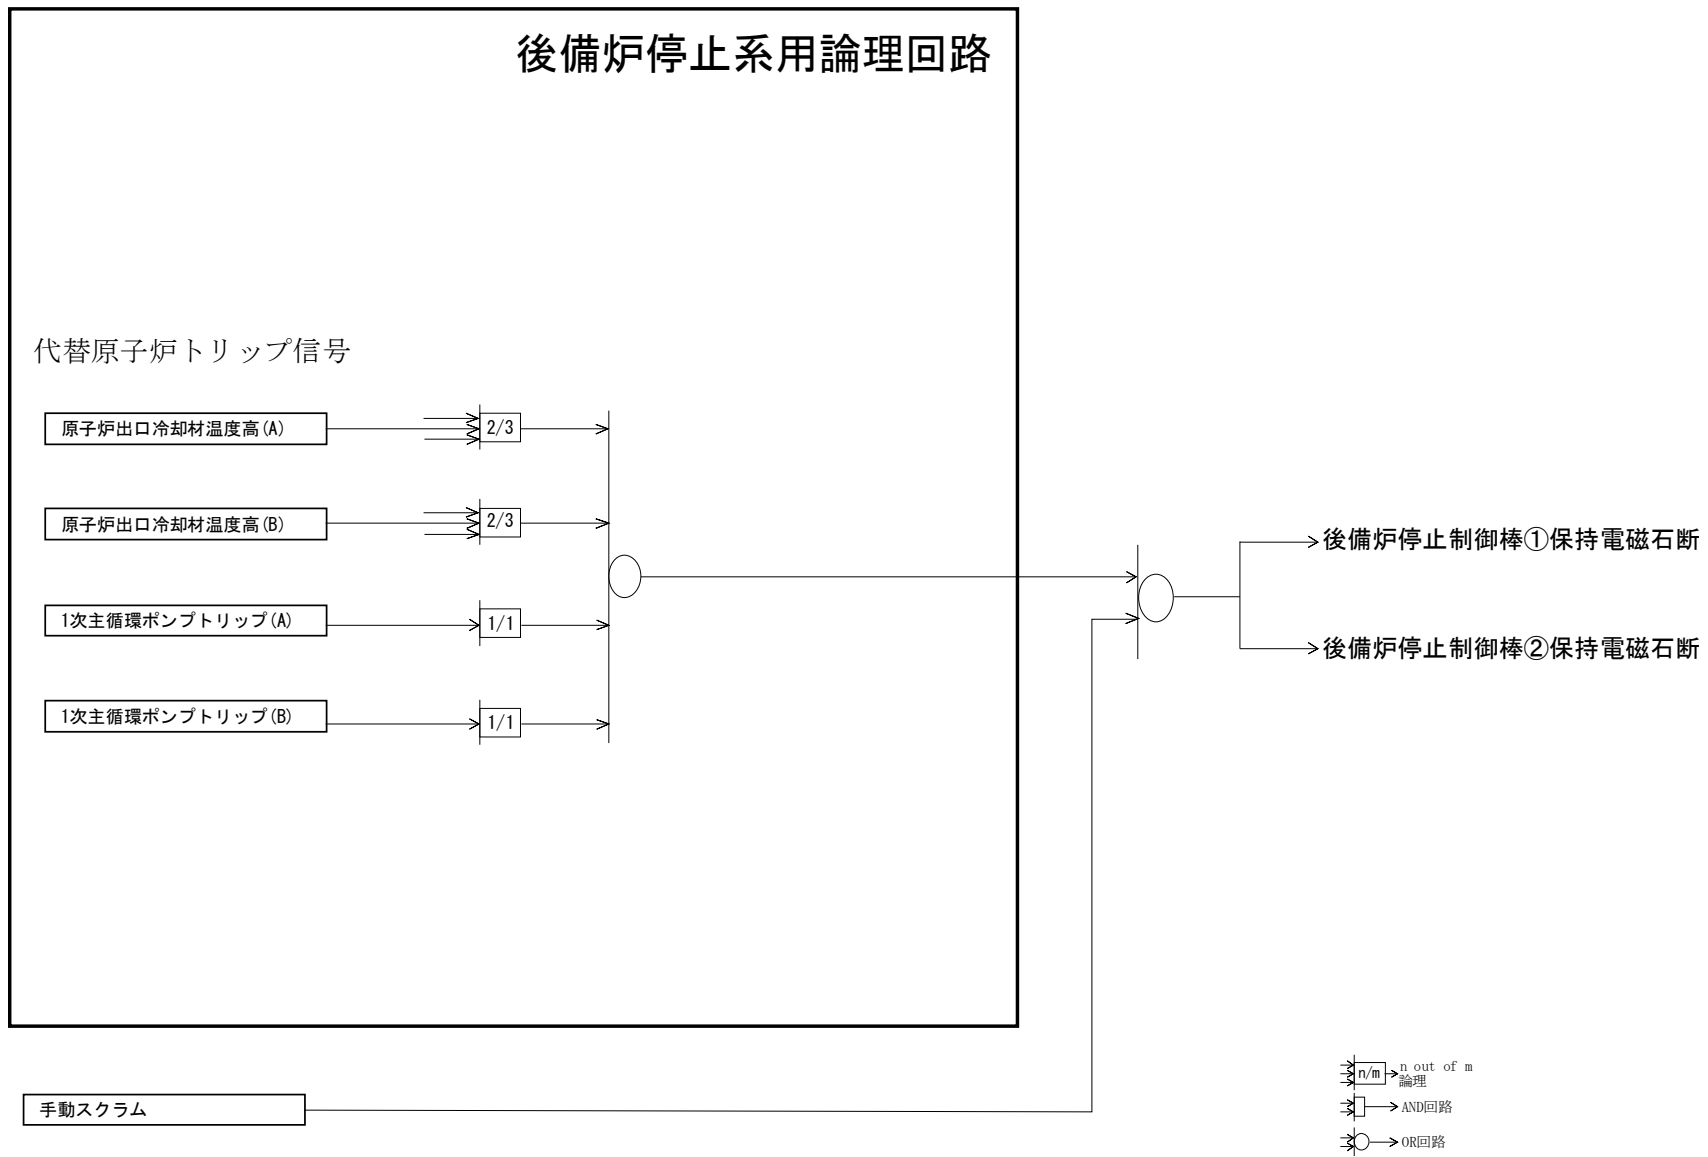 後備炉停止系用論理回路
代替原子炉トリップ信号
原子炉出口冷却材温度高(A)
2/3
原子炉出口冷却材温度高(B)
2/3
1次主循環ポンプトリップ(A)
1/1
1次主循環ポンプトリップ(B)
1/1
後備炉停止制御棒①保持電磁石断
後備炉停止制御棒②保持電磁石断
手動スクラム
n/m
n out of m
論理
AND回路
OR回路